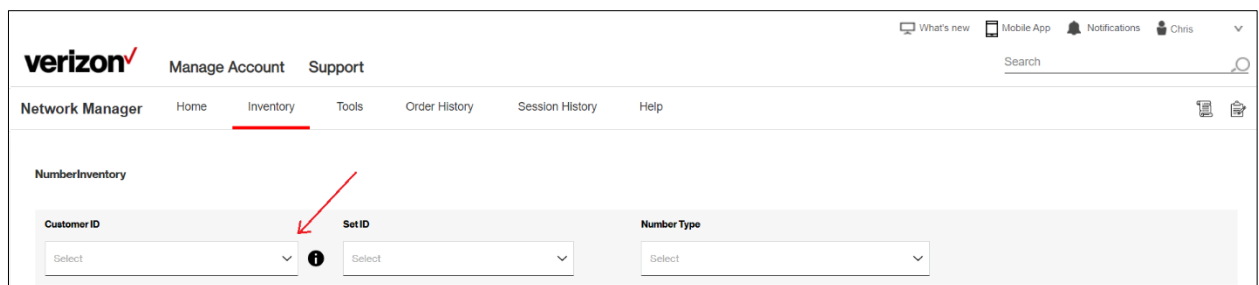 What's new Mobile App Notifications Chris
verizon Manage Account Support Search
Network Manager Home Inventory Tools Order History Session History Help
NumberInventory
Customer ID Set ID Number Type
Select Select Select